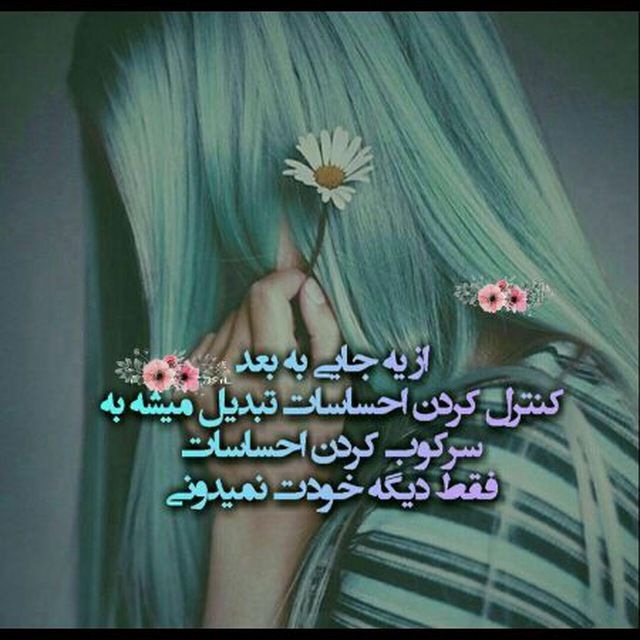 از یه جایی به بعد
کنترل کردن احساسات تبدیل میشه به
سرکوب کردن احساسات
فقط دیگه خودت نمیدونی